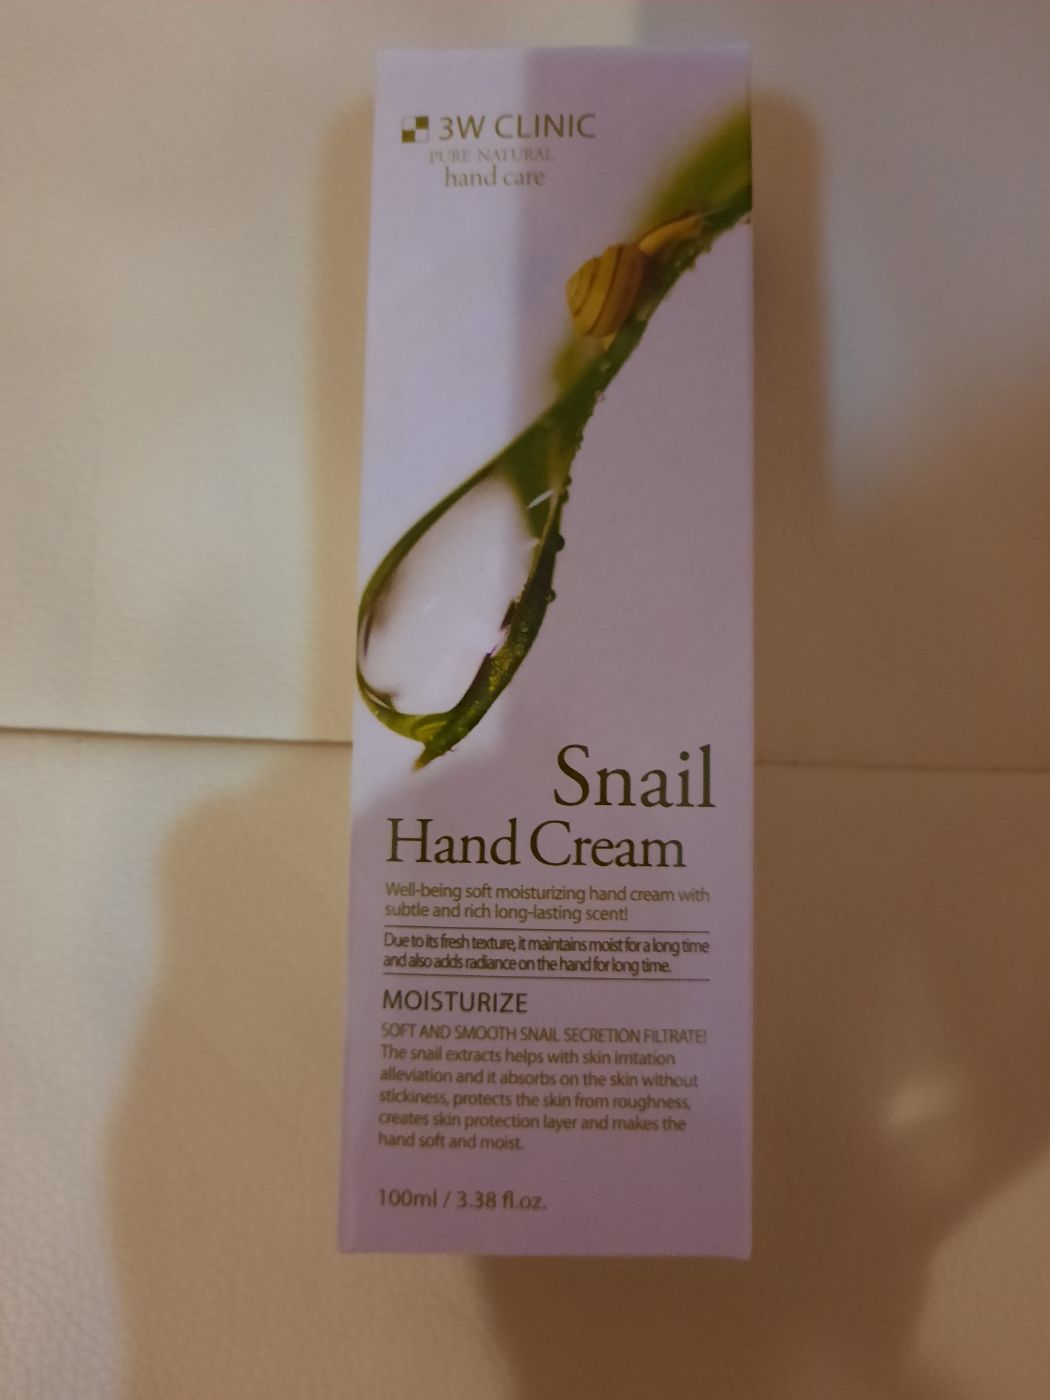 3W CLINIC
PURE NATURAL
hand care
Snail
Hand Cream
Well-being soft moisturizing hand cream with
subtle and rich long-lasting scent!
Due to its fresh texture, it maintains moist for a long time
and also adds radiance on the hand for long time.
MOISTURIZE
SOFT AND SMOOTH SNAIL SECRETION FILTRATE!
The snail extracts helps with skin irritation
alleviation and it absorbs on the skin without
stickiness, protects the skin from roughness,
creates skin protection layer and makes the
hand soft and moist.
100ml / 3.38 fl.oz.